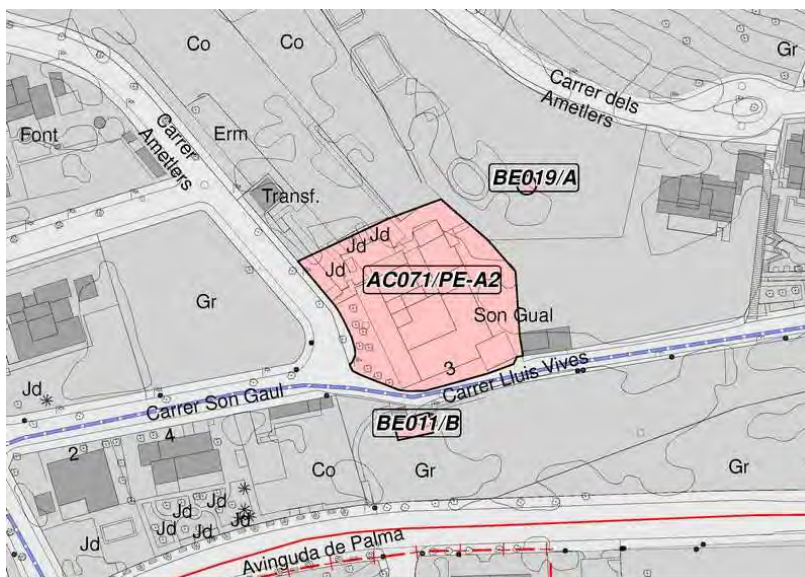 Co
Co
Gr
Carrer dels
Ametlers
Font
Carrer
Ametlers
Erm
BE019/A
Transf.
Jd
Jd
Jd
AC071/PE-A2
Gr
Son Gual
3
Carrer Lluis Vives
Jd
Carrer Son Gaul
BE011/B
4
2
Co
Gr
Gr
Jd
Jd
Jd
Jd
Jd
Jd
Avinguda de Palma